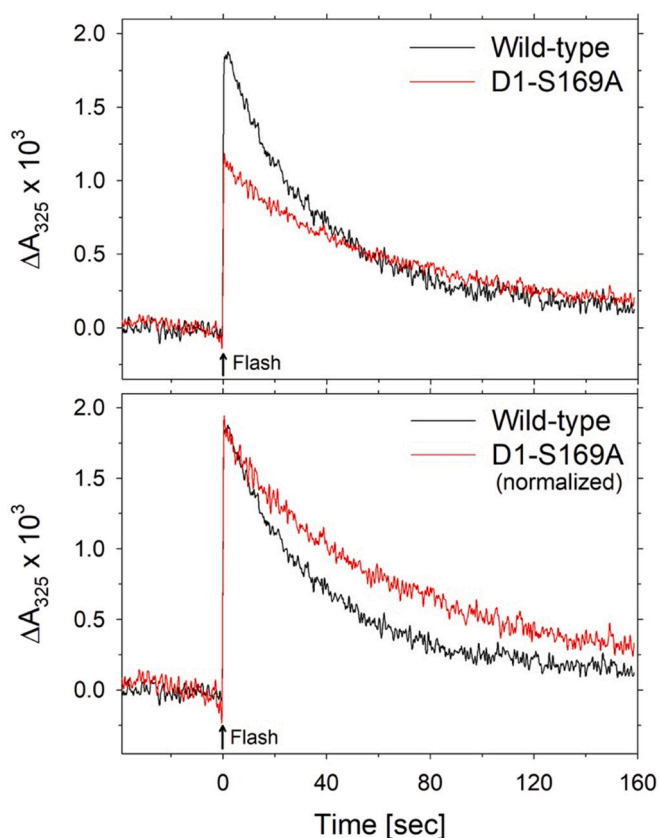 2.0
1.5
1.0
0.5
0.0
ΔA₃₂₅ x 10³
Wild-type
D1-S169A
Flash
2.0
1.5
1.0
0.5
0.0
ΔA₃₂₅ x 10³
Wild-type
D1-S169A
(normalized)
Flash
0 40 80 120 160
Time [sec]